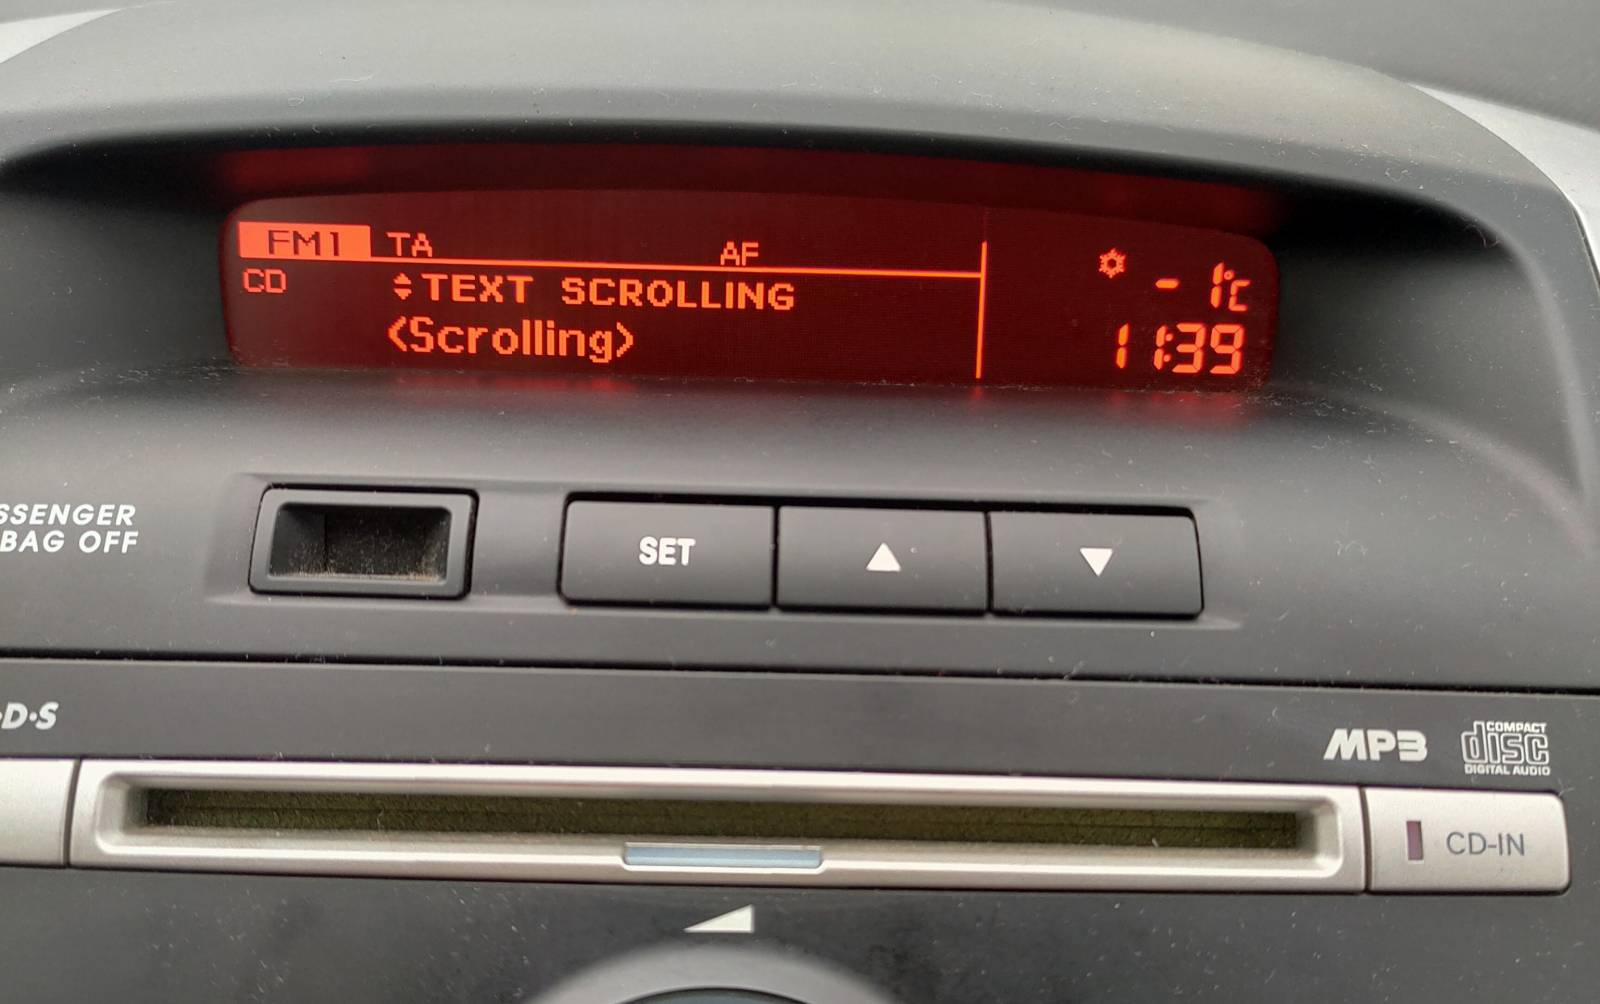 FM1 TA AF
CD TEXT SCROLLING
<Scrolling>
-1°C
11:39
SSENGER
BAG OFF
SET
D·S
MP3
COMPACT
disc
DIGITAL AUDIO
CD-IN